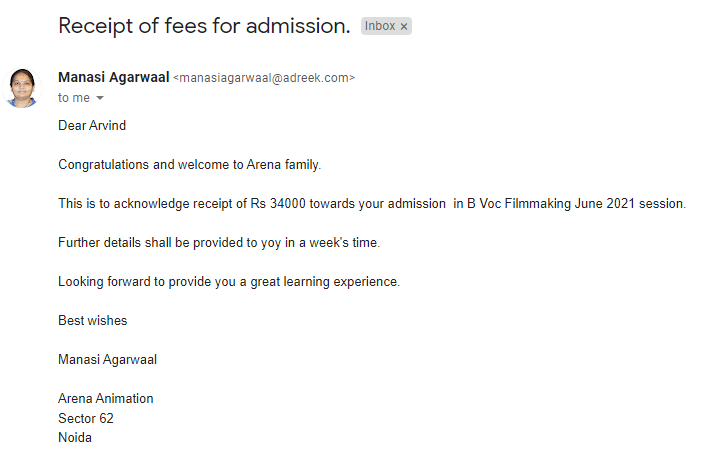 Receipt of fees for admission. Inbox ×
Manasi Agarwaal <manasiagarwaal@adreek.com>
to me
Dear Arvind
Congratulations and welcome to Arena family.
This is to acknowledge receipt of Rs 34000 towards your admission  in B Voc Filmmaking June 2021 session.
Further details shall be provided to yoy in a week's time.
Looking forward to provide you a great learning experience.
Best wishes
Manasi Agarwaal
Arena Animation
Sector 62
Noida